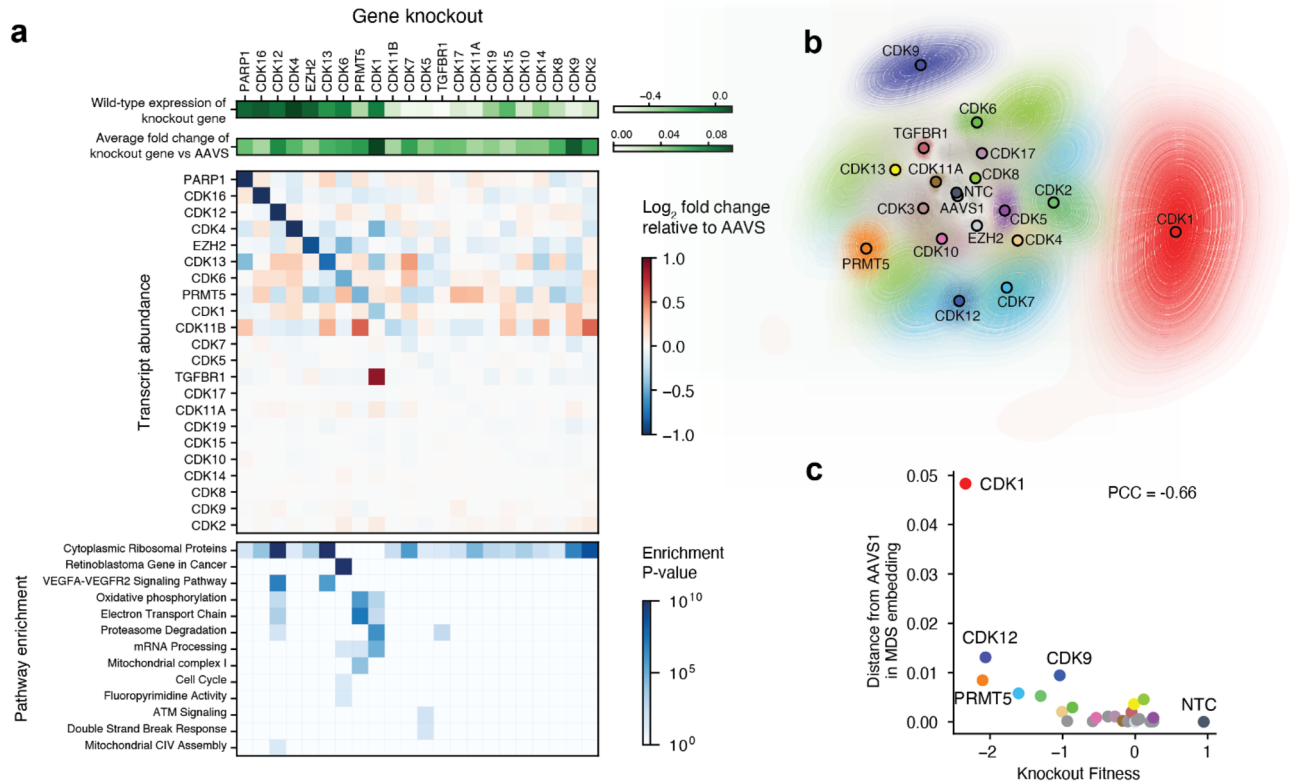 a
Gene knockout
PARP1
CDK16
CDK12
CDK4
EZH2
CDK13
CDK6
PRMT5
CDK1
CDK11B
CDK7
CDK5
TGFBR1
CDK17
CDK11A
CDK19
CDK15
CDK10
CDK14
CDK8
CDK9
CDK2
Wild-type expression of
knockout gene
−0.4 0.0
Average fold change of
knockout gene vs AAVS
0.00 0.04 0.08
Transcript abundance
PARP1
CDK16
CDK12
CDK4
EZH2
CDK13
CDK6
PRMT5
CDK1
CDK11B
CDK7
CDK5
TGFBR1
CDK17
CDK11A
CDK19
CDK15
CDK10
CDK14
CDK8
CDK9
CDK2
Log2 fold change
relative to AAVS
1.0
0.5
0.0
−0.5
−1.0
Pathway enrichment
Cytoplasmic Ribosomal Proteins
Retinoblastoma Gene in Cancer
VEGFA-VEGFR2 Signaling Pathway
Oxidative phosphorylation
Electron Transport Chain
Proteasome Degradation
mRNA Processing
Mitochondrial complex I
Cell Cycle
Fluoropyrimidine Activity
ATM Signaling
Double Strand Break Response
Mitochondrial CIV Assembly
Enrichment
P-value
10^10
10^5
10^0
b
CDK9
CDK6
TGFBR1
CDK17
CDK13
CDK11A
CDK8
NTC
CDK2
CDK3
AAVS1
CDK5
CDK1
EZH2
CDK4
CDK10
PRMT5
CDK7
CDK12
c
Distance from AAVS1
in MDS embedding
0.05
0.04
0.03
0.02
0.01
0.00
CDK1
PCC = -0.66
CDK12
CDK9
PRMT5
NTC
−2 −1 0 1
Knockout Fitness